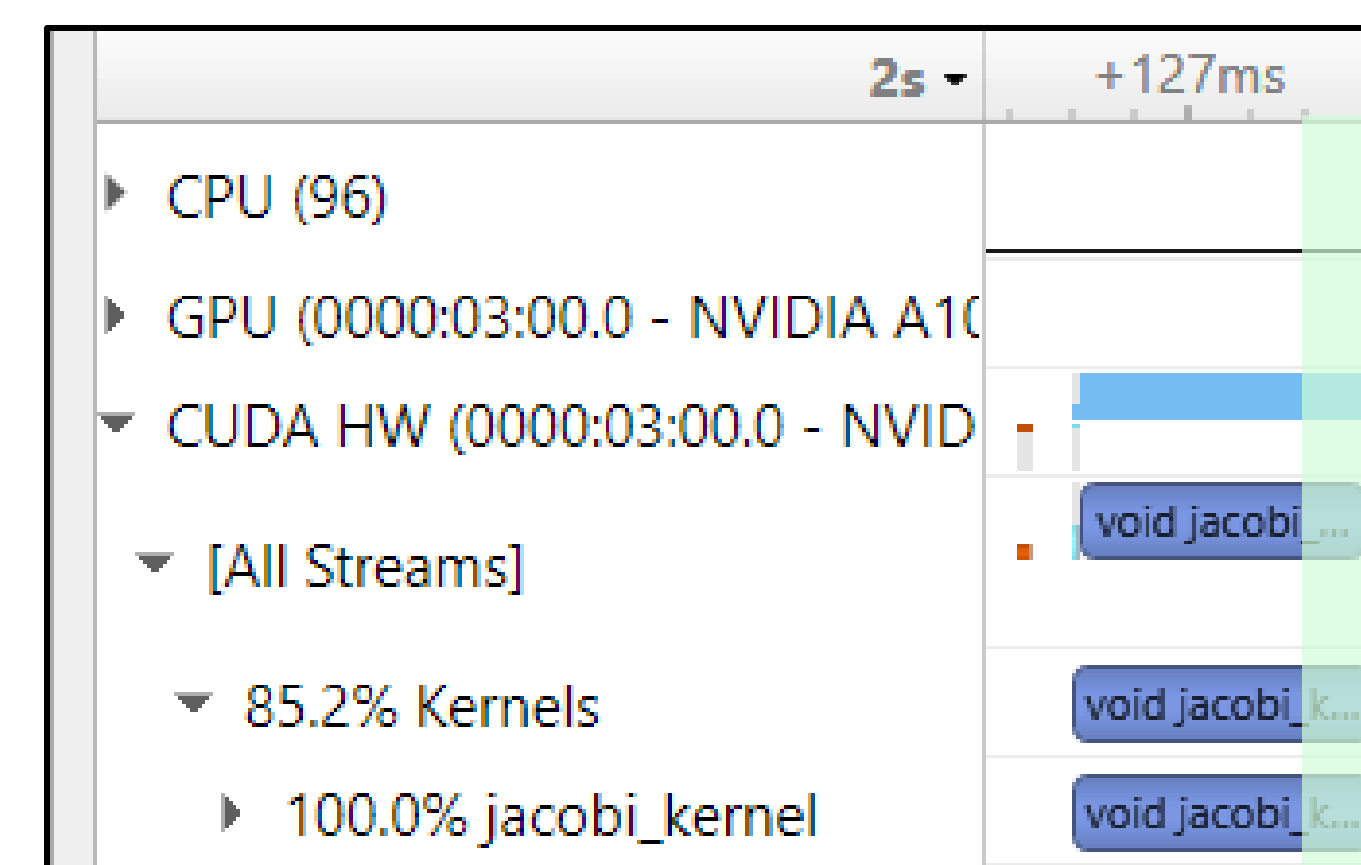 2s +127ms
CPU (96)
GPU (0000:03:00.0 - NVIDIA A10
CUDA HW (0000:03:00.0 - NVID
void jacobi_...
[All Streams]
85.2% Kernels void jacobi_k...
100.0% jacobi_kernel void jacobi_k...